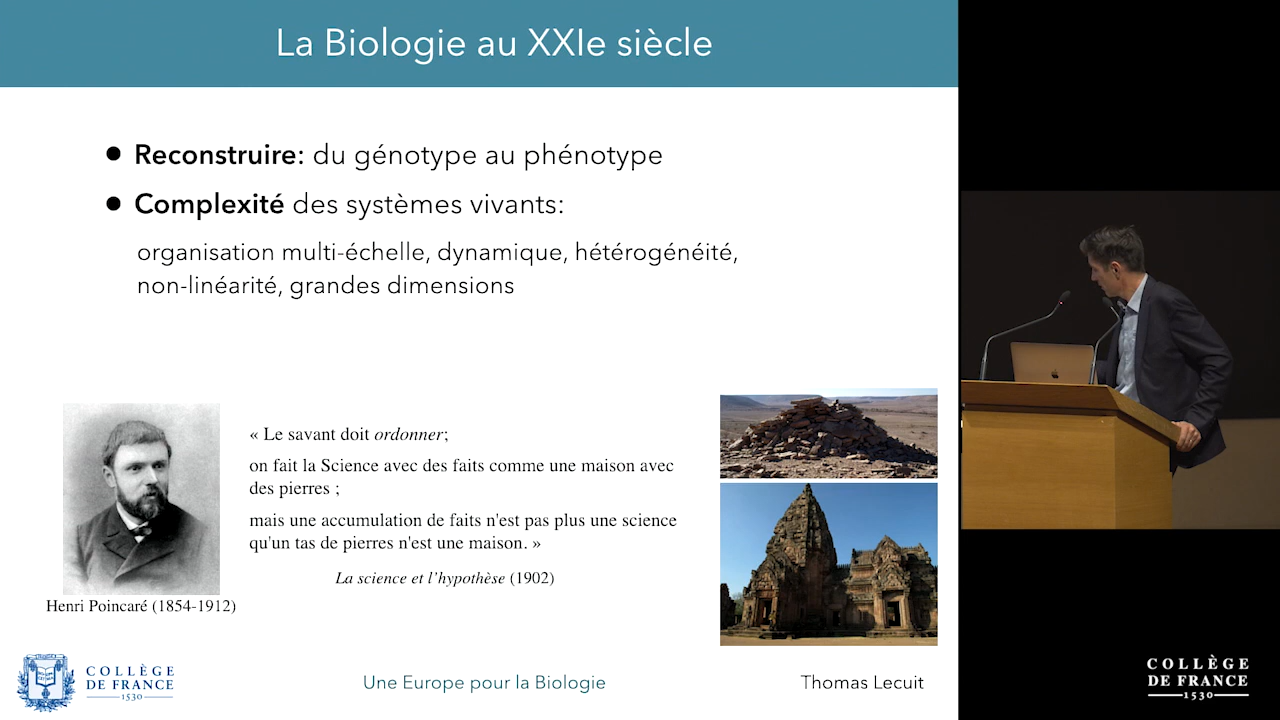 La Biologie au XXIe siècle
● Reconstruire: du génotype au phénotype
● Complexité des systèmes vivants:
organisation multi-échelle, dynamique, hétérogénéité,
non-linéarité, grandes dimensions
« Le savant doit ordonner;
on fait la Science avec des faits comme une maison avec
des pierres ;
mais une accumulation de faits n'est pas plus une science
qu'un tas de pierres n'est une maison. »
La science et l'hypothèse (1902)
Henri Poincaré (1854-1912)
COLLÈGE
DE FRANCE
1530
Une Europe pour la Biologie
Thomas Lecuit
COLLÈGE
DE FRANCE
1530